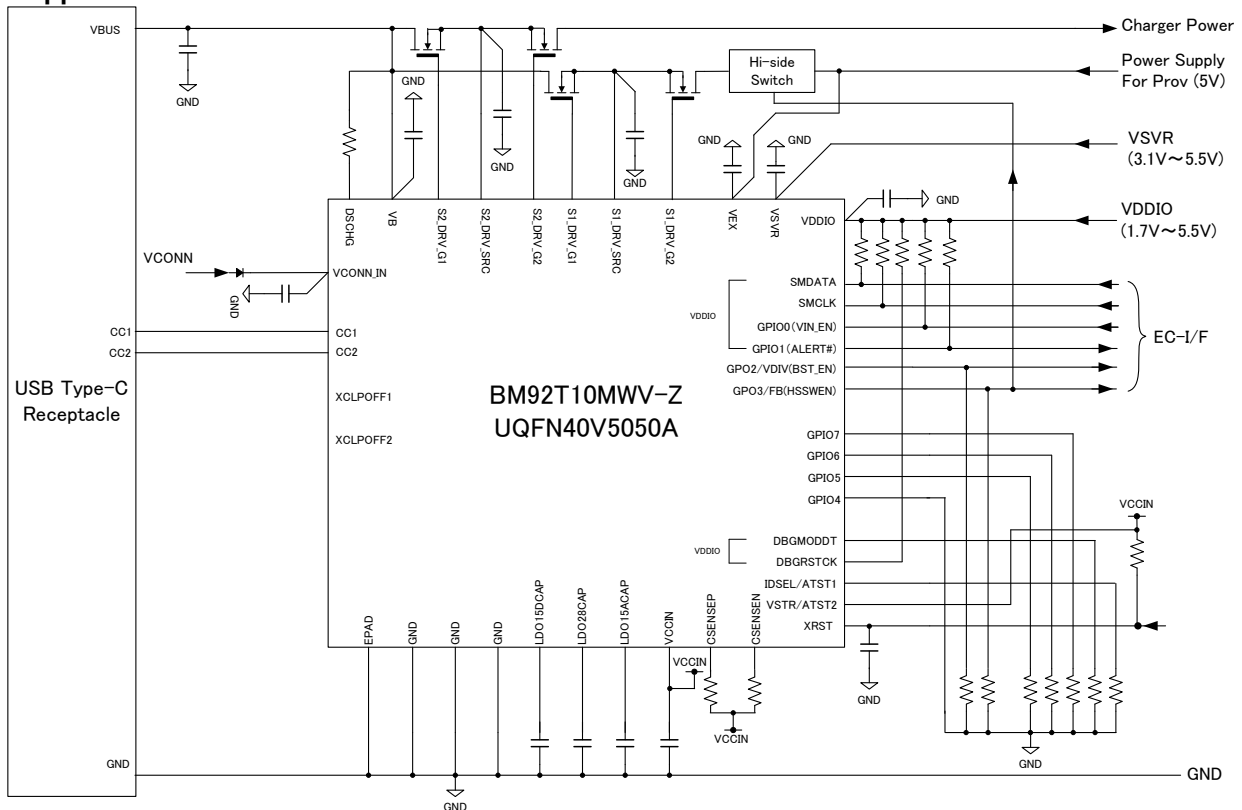 VBUS
Charger Power
Power Supply
For Prov (5V)
Hi-side
Switch
GND
GND
GND
GND
GND
GND
VSVR
(3.1V～5.5V)
GND
VDDIO
(1.7V～5.5V)
DSCHG
VB
S2_DRV_G1
S2_DRV_SRC
S2_DRV_G2
S1_DRV_G1
S1_DRV_SRC
S1_DRV_G2
VEX
VSVR
VDDIO
VCONN
VCONN_IN
GND
SMDATA
SMCLK
VDDIO
GPIO0(VIN_EN)
GPIO1(ALERT#)
GPO2/VDIV(BST_EN)
GPO3/FB(HSSWEN)
EC-I/F
CC1
CC1
CC2
CC2
USB Type-C
Receptacle
XCLPOFF1
XCLPOFF2
BM92T10MWV-Z
UQFN40V5050A
GPIO7
GPIO6
GPIO5
GPIO4
VCCIN
VDDIO
DBGMODDT
DBGRSTCK
IDSEL/ATST1
VSTR/ATST2
XRST
EPAD
GND
GND
GND
LDO15DCAP
LDO28CAP
LDO15ACAP
VCCIN
CSENSEP
CSENSEN
VCCIN
VCCIN
GND
GND
GND
GND
GND